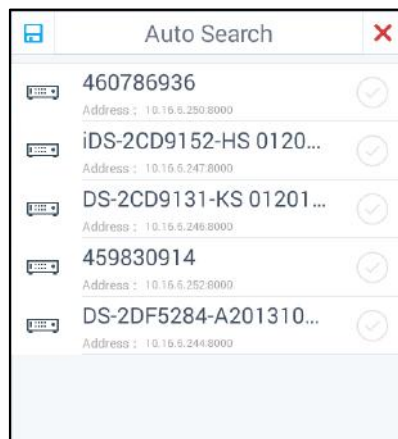 Auto Search
460786936
Address : 10.16.6.250:8000
iDS-2CD9152-HS 0120...
Address : 10.16.6.247:8000
DS-2CD9131-KS 01201...
Address : 10.16.6.246:8000
459830914
Address : 10.16.6.252:8000
DS-2DF5284-A201310...
Address : 10.16.6.244:8000